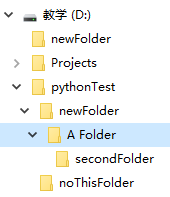 教学 (D:)
newFolder
Projects
pythonTest
newFolder
A Folder
secondFolder
noThisFolder